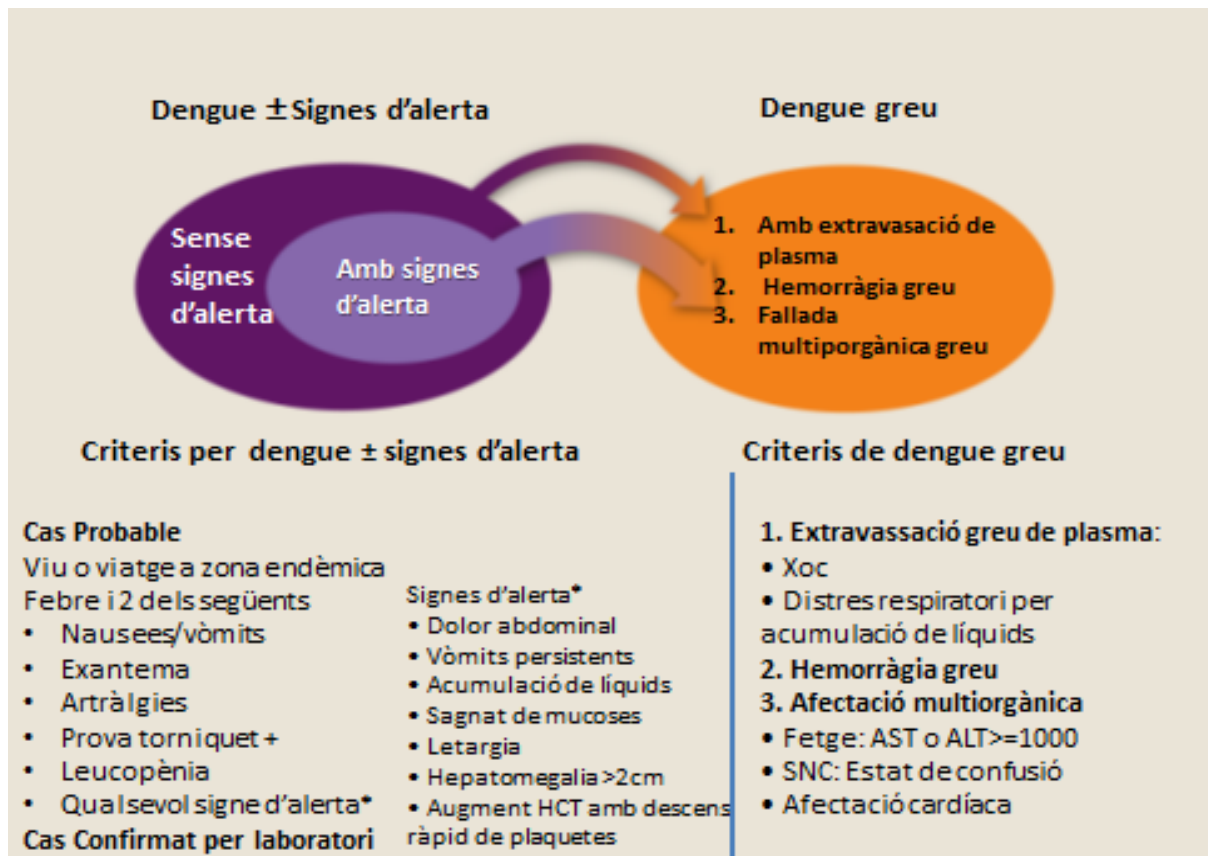 Dengue ± Signes d'alerta
Dengue greu
Sense
signes
d'alerta
Amb signes
d'alerta
1. Amb extravasació de
plasma
2. Hemorràgia greu
3. Fallada
multiporgànica greu
Criteris per dengue ± signes d'alerta
Criteris de dengue greu
Cas Probable
Viu o viatge a zona endèmica
Febre i 2 dels següents
• Nausees/vòmits
• Exantema
• Artràlgies
• Prova torniquet +
• Leucopènia
• Qualsevol signe d'alerta*
Cas Confirmat per laboratori
Signes d'alerta*
• Dolor abdominal
• Vòmits persistents
• Acumulació de líquids
• Sagnat de mucoses
• Letargia
• Hepatomegalia >2cm
• Augment HCT amb descens
ràpid de plaquetes
1. Extravassació greu de plasma:
• Xoc
• Distres respiratori per
acumulació de líquids
2. Hemorràgia greu
3. Afectació multiorgànica
• Fetge: AST o ALT>=1000
• SNC: Estat de confusió
• Afectació cardíaca